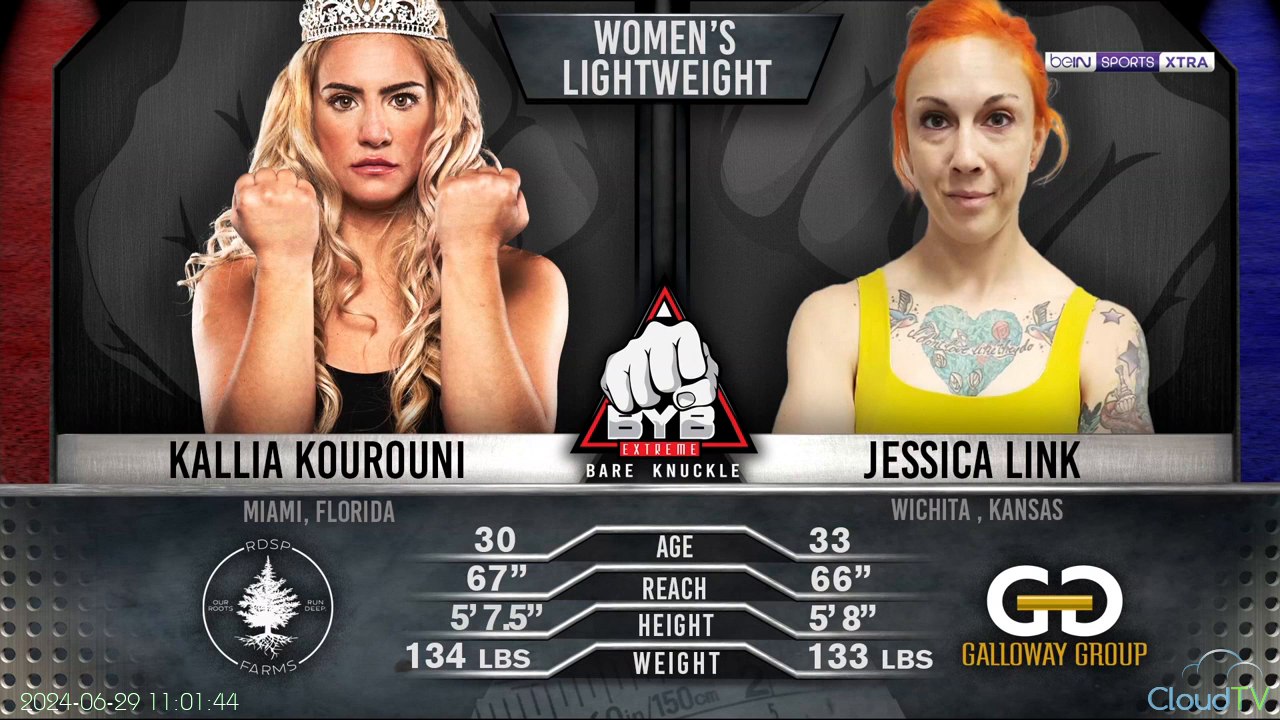 WOMEN'S
LIGHTWEIGHT
beIN SPORTS XTRA
BYB
EXTREME
BARE KNUCKLE
KALLIA KOUROUNI
JESSICA LINK
MIAMI, FLORIDA
WICHITA , KANSAS
30 AGE 33
67” REACH 66”
5’ 7.5” HEIGHT 5’ 8”
134 LBS WEIGHT 133 LBS
RDSP
OUR ROOTS RUN DEEP.
FARMS
GG
GALLOWAY GROUP
150cm
2024-06-29 11:01:44
CloudTV